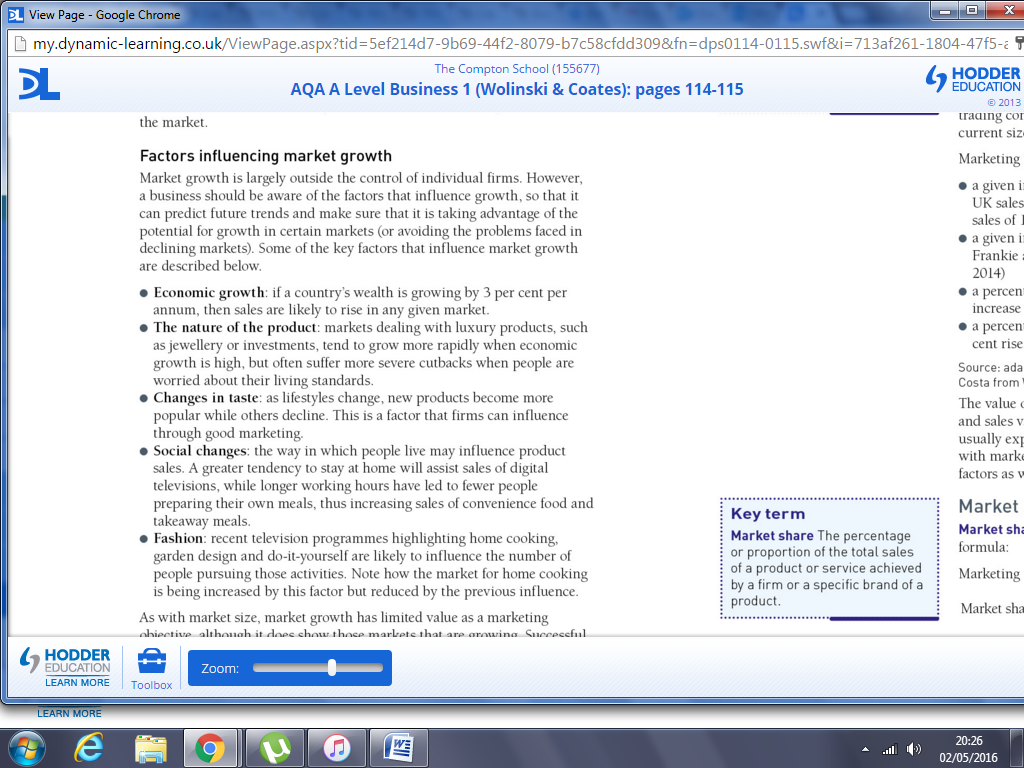 View Page - Google Chrome
my.dynamic-learning.co.uk/ViewPage.aspx?tid=5ef214d7-9b69-44f2-8079-b7c58cfdd309&fn=dps0114-0115.swf&i=713af261-1804-47f5-a
DL
The Compton School (155677)
AQA A Level Business 1 (Wolinski & Coates): pages 114-115
HODDER
EDUCATION
© 2013
the market.
Factors influencing market growth
Market growth is largely outside the control of individual firms. However,
a business should be aware of the factors that influence growth, so that it
can predict future trends and make sure that it is taking advantage of the
potential for growth in certain markets (or avoiding the problems faced in
declining markets). Some of the key factors that influence market growth
are described below.
● Economic growth: if a country's wealth is growing by 3 per cent per
annum, then sales are likely to rise in any given market.
● The nature of the product: markets dealing with luxury products, such
as jewellery or investments, tend to grow more rapidly when economic
growth is high, but often suffer more severe cutbacks when people are
worried about their living standards.
● Changes in taste: as lifestyles change, new products become more
popular while others decline. This is a factor that firms can influence
through good marketing.
● Social changes: the way in which people live may influence product
sales. A greater tendency to stay at home will assist sales of digital
televisions, while longer working hours have led to fewer people
preparing their own meals, thus increasing sales of convenience food and
takeaway meals.
● Fashion: recent television programmes highlighting home cooking,
garden design and do-it-yourself are likely to influence the number of
people pursuing those activities. Note how the market for home cooking
is being increased by this factor but reduced by the previous influence.
As with market size, market growth has limited value as a marketing
objective, although it does show those markets that are growing. Successful
Key term
Market share The percentage
or proportion of the total sales
of a product or service achieved
by a firm or a specific brand of a
product.
trading con
current size
Marketing
● a given in
UK sales
sales of
● a given in
Frankie a
2014)
● a percent
increase
● a percent
cent rise
Source: ada
Costa from
The value o
and sales v
usually exp
with marke
factors as w
Market
Market sha
formula:
Marketing
Market sha
HODDER
EDUCATION
LEARN MORE
Toolbox
Zoom:
LEARN MORE
20:26
02/05/2016